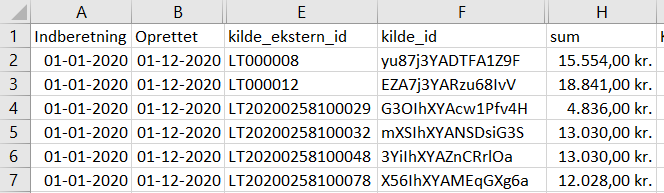 A B E F H
1 Indberetning Oprettet kilde_ekstern_id kilde_id sum
2 01-01-2020 01-12-2020 LT000008 yu87j3YADTFA1Z9F 15.554,00 kr.
3 01-01-2020 01-12-2020 LT000012 EZA7j3YARzu68IvV 18.841,00 kr.
4 01-01-2020 01-12-2020 LT20200258100029 G3OIhXYAcw1Pfv4H 4.836,00 kr.
5 01-01-2020 01-12-2020 LT20200258100032 mXSIhXYANSDsiG3S 13.030,00 kr.
6 01-01-2020 01-12-2020 LT20200258100048 3YiIhXYAZnCRrlOa 13.030,00 kr.
7 01-01-2020 01-12-2020 LT20200258100078 X56IhXYAMEqGXg6a 12.028,00 kr.